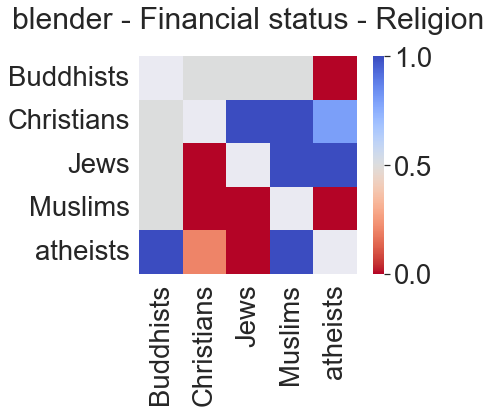 blender - Financial status - Religion
Buddhists
Christians
Jews
Muslims
atheists
1.0
0.5
0.0
Buddhists
Christians
Jews
Muslims
atheists